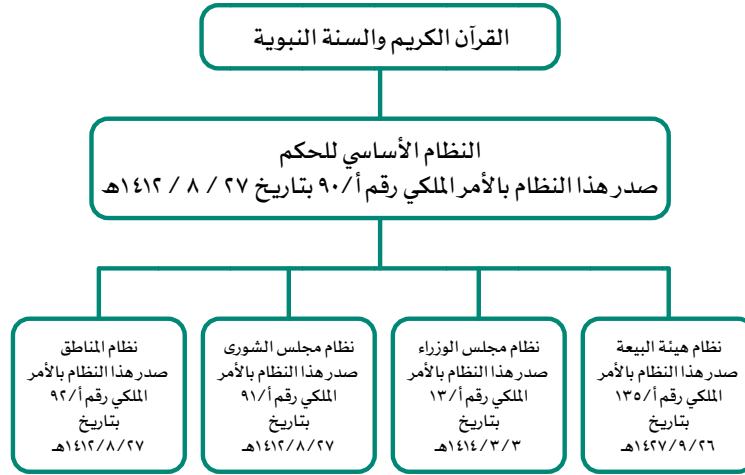 القرآن الكريم والسنة النبوية
النظام الأساسي للحكم
صدر هذا النظام بالأمر الملكي رقم أ/٩٠ بتاريخ ٢٧ / ٨ / ١٤١٢هـ
نظام هيئة البيعة
صدر هذا النظام بالأمر
الملكي رقم أ/١٣٥
بتاريخ
١٤٢٧/٩/٢٦هـ
نظام مجلس الوزراء
صدر هذا النظام بالأمر
الملكي رقم أ/١٣
بتاريخ
١٤١٤/٣/٣هـ
نظام مجلس الشورى
صدر هذا النظام بالأمر
الملكي رقم أ/٩١
بتاريخ
١٤١٢/٨/٢٧هـ
نظام المناطق
صدر هذا النظام بالأمر
الملكي رقم أ/٩٢
بتاريخ
١٤١٢/٨/٢٧هـ